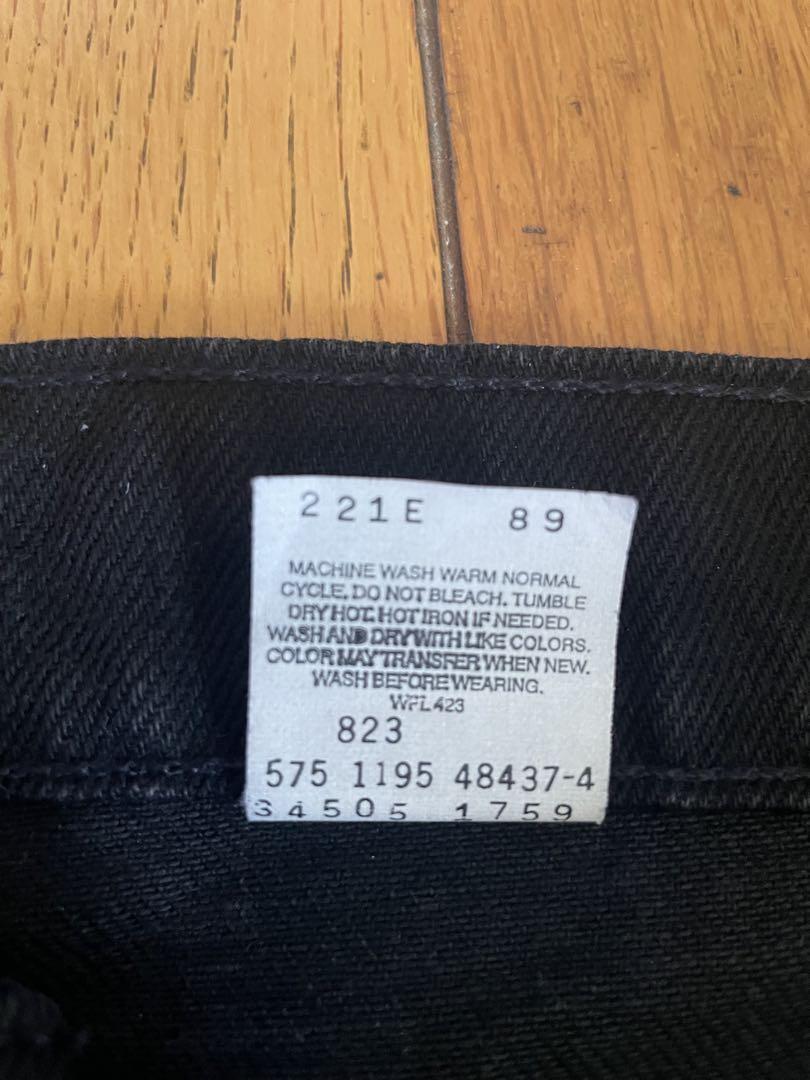 221E 89
MACHINE WASH WARM NORMAL
CYCLE. DO NOT BLEACH. TUMBLE
DRY HOT. HOT IRON IF NEEDED.
WASH AND DRY WITH LIKE COLORS.
COLOR MAY TRANSFER WHEN NEW.
WASH BEFORE WEARING.
WPL 423
823
575 1195 48437-4
34505 1759